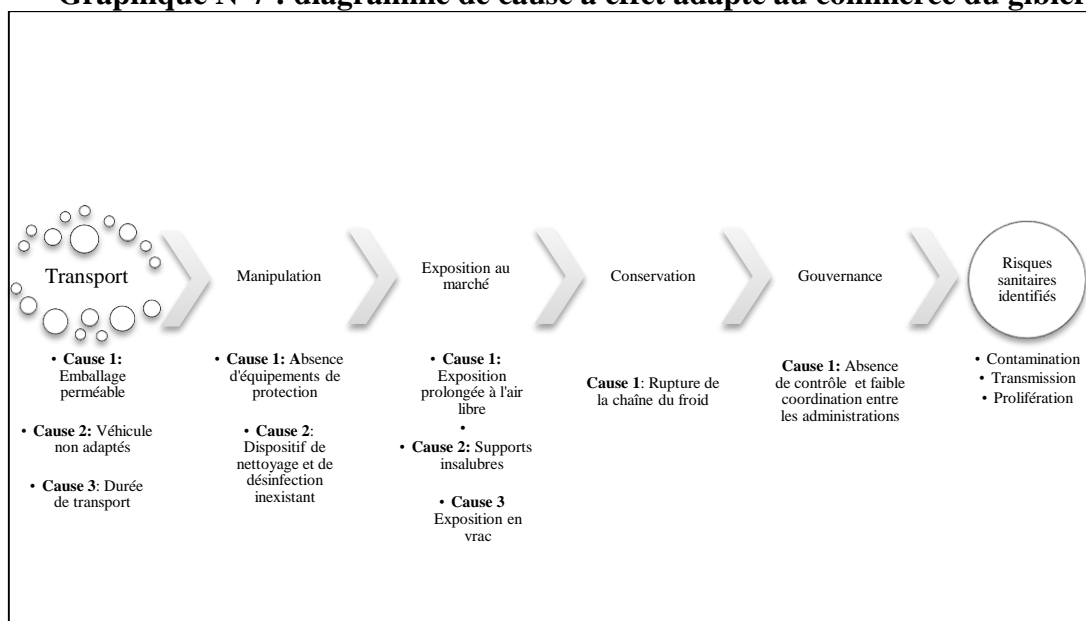 Graphique N°7 : diagramme de cause à effet adapté au commerce du gibier
Transport
• Cause 1:
Emballage
perméable
• Cause 2: Véhicule
non adaptés
• Cause 3: Durée
de transport
Manipulation
• Cause 1: Absence
d'équipements de
protection
• Cause 2:
Dispositif de
nettoyage et de
désinfection
inexistant
Exposition au
marché
• Cause 1:
Exposition
prolongée à l'air
libre
•
• Cause 2: Supports
insalubres
• Cause 3
Exposition en
vrac
Conservation
Cause 1: Rupture de
la chaîne du froid
Gouvernance
Cause 1: Absence
de contrôle et faible
coordination entre
les administrations
Risques
sanitaires
identifiés
• Contamination
• Transmission
• Prolifération